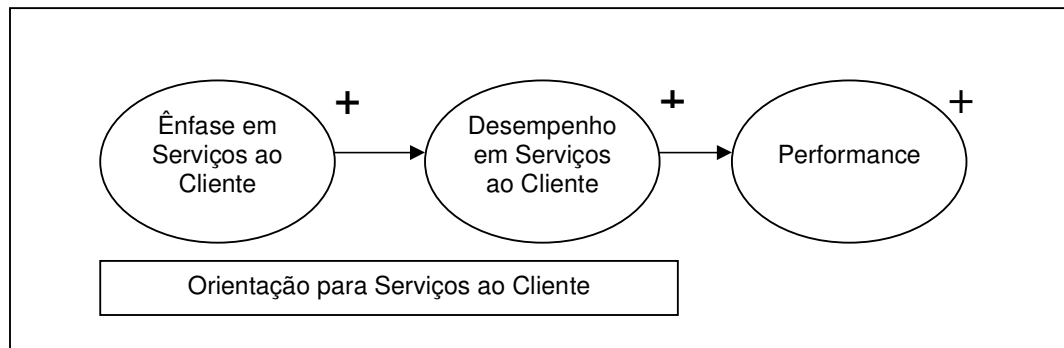 +
+
+
Ênfase em
Serviços ao
Cliente
Desempenho
em Serviços
ao Cliente
Performance
Orientação para Serviços ao Cliente